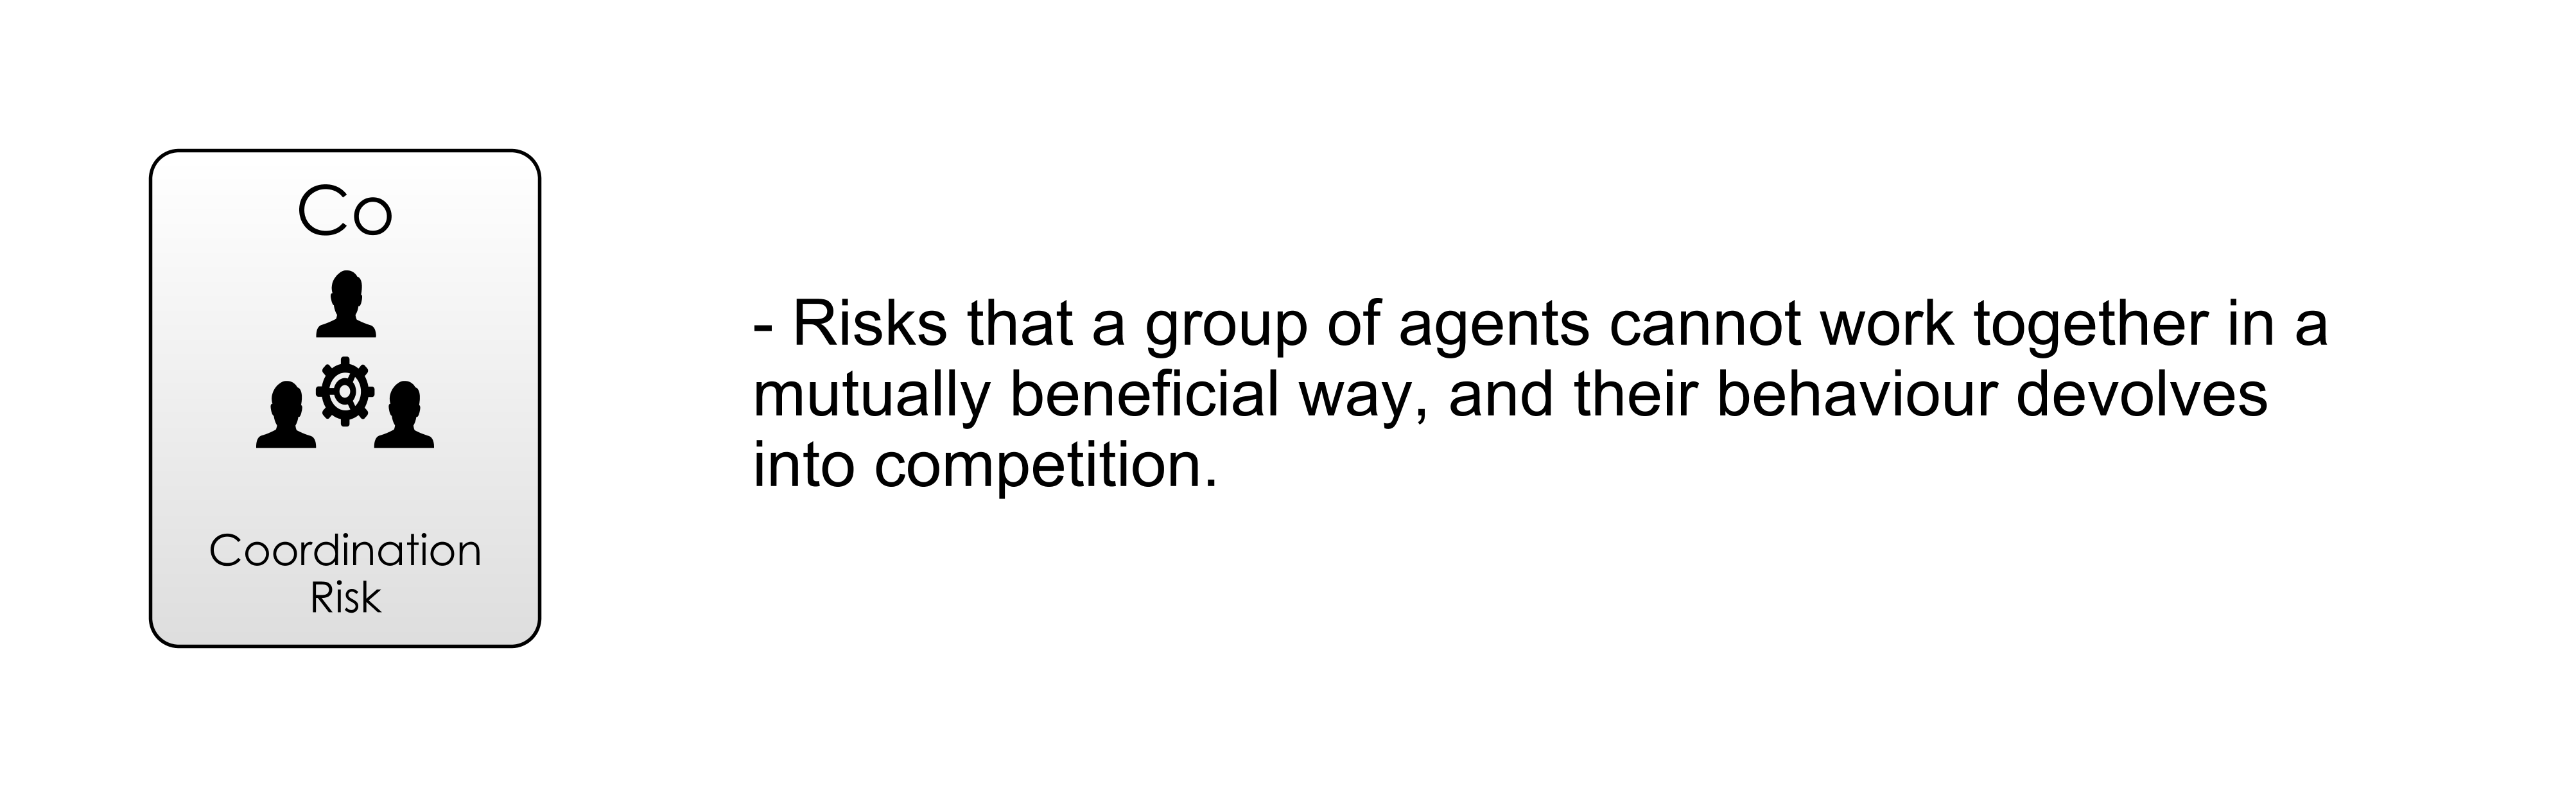 Co
Coordination
Risk
- Risks that a group of agents cannot work together in a
mutually beneficial way, and their behaviour devolves
into competition.